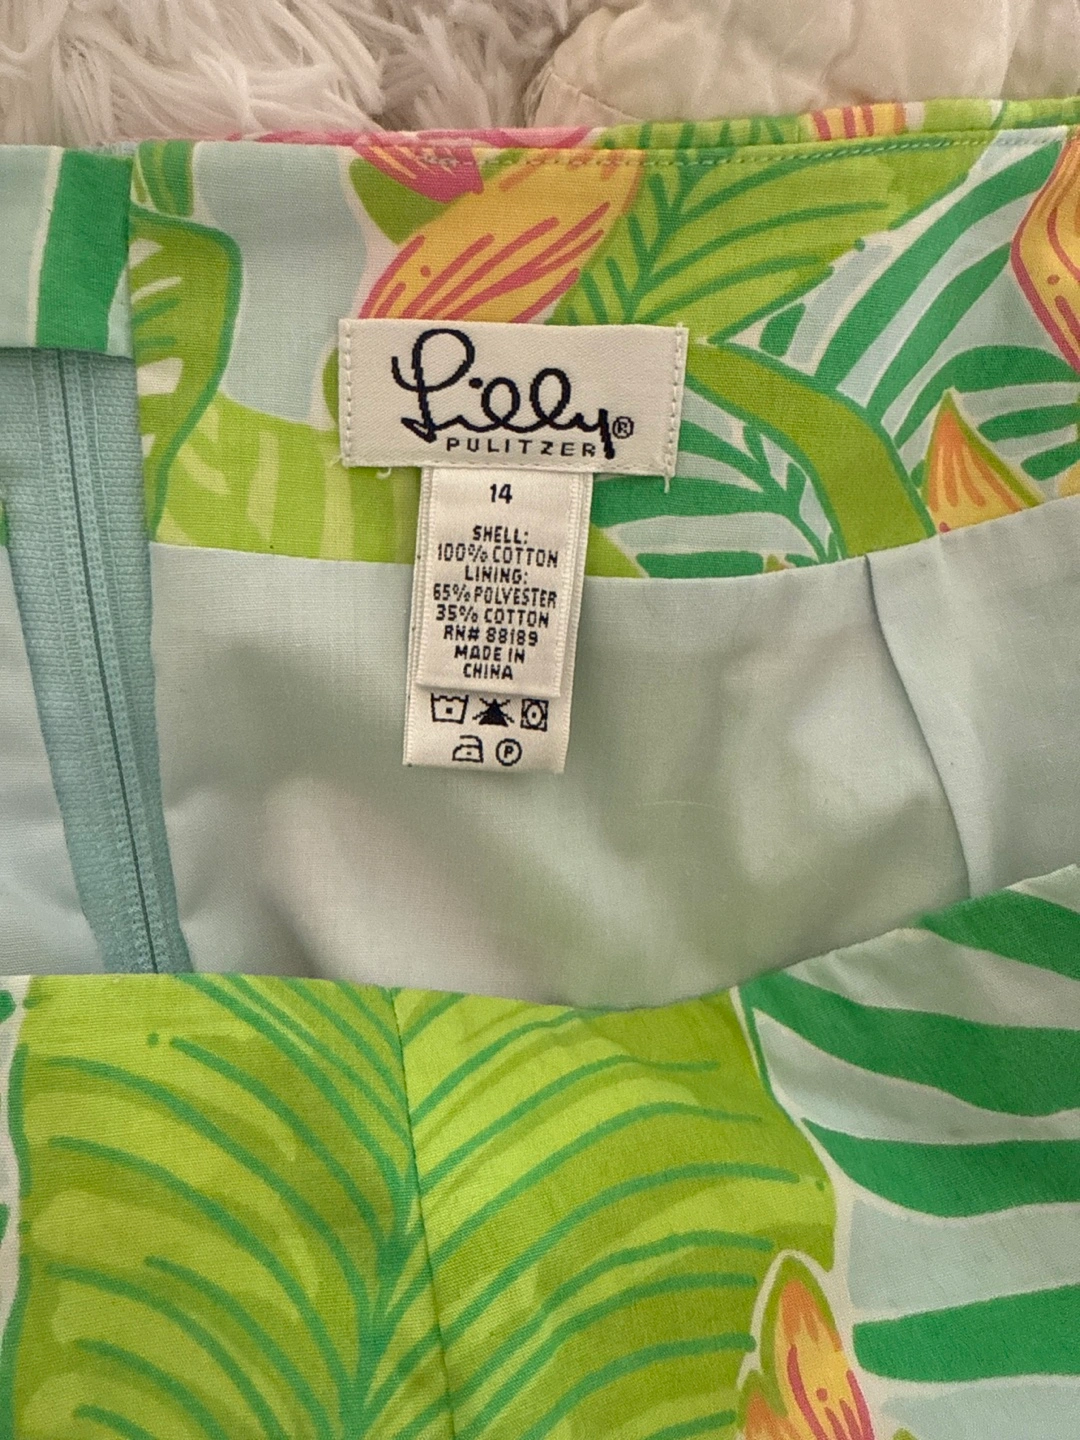 Lilly®
PULITZER
14
SHELL:
100% COTTON
LINING:
65% POLYESTER
35% COTTON
RN# 88189
MADE IN
CHINA
P